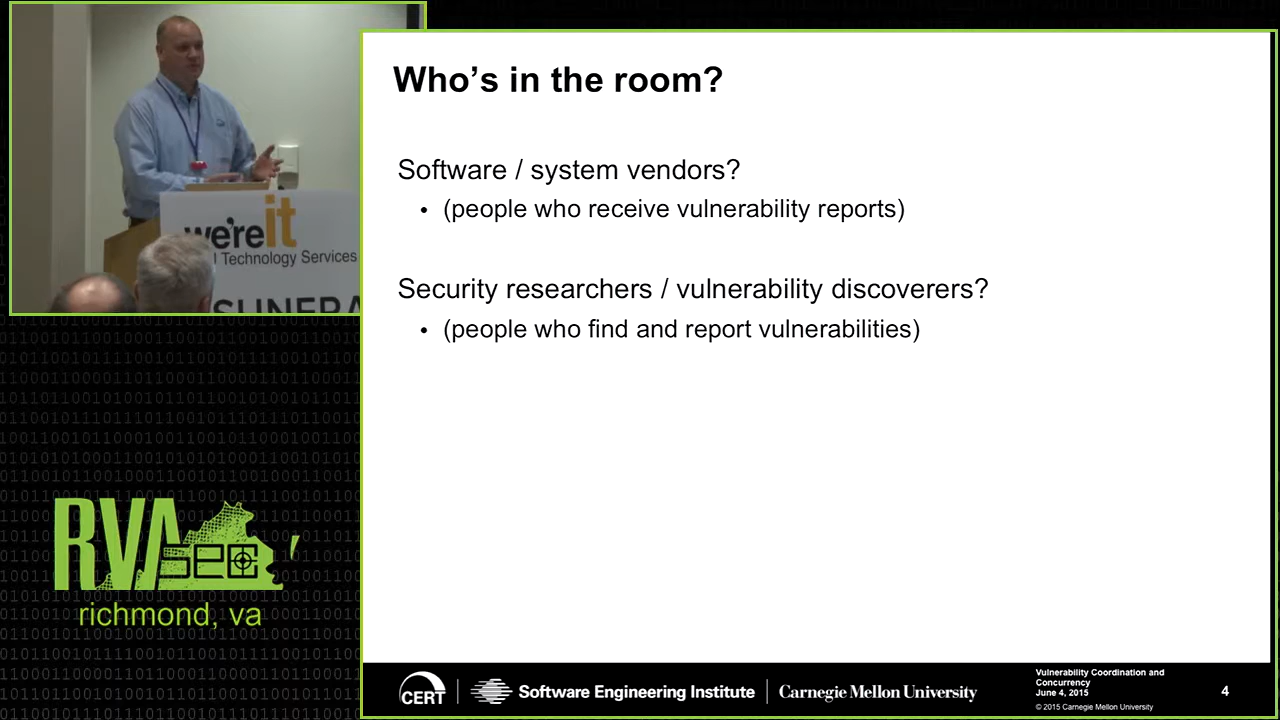 Who's in the room?
Software / system vendors?
• (people who receive vulnerability reports)
Security researchers / vulnerability discoverers?
• (people who find and report vulnerabilities)
we're it
Technology Services
RVA
sec
richmond, va
CERT
Software Engineering Institute
Carnegie Mellon University
Vulnerability Coordination and
Concurrency
June 4, 2015
© 2015 Carnegie Mellon University
4